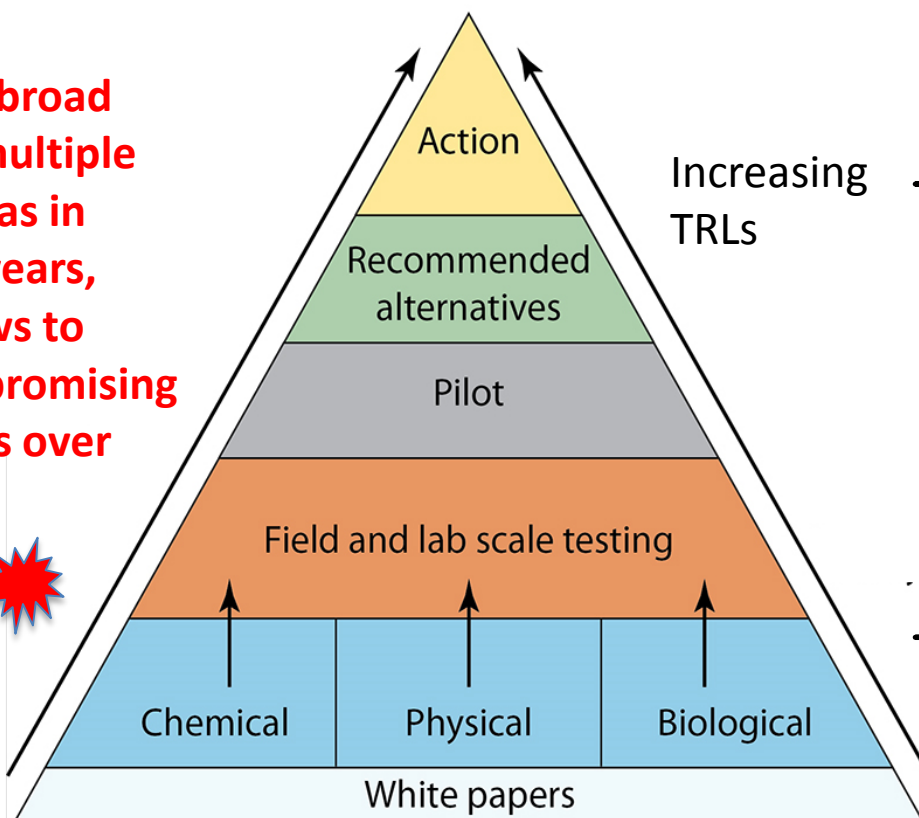 broad
multiple
as in
years,
ws to
promising
s over
Increasing
TRLs
Action
Recommended
alternatives
Pilot
Field and lab scale testing
Chemical
Physical
Biological
White papers